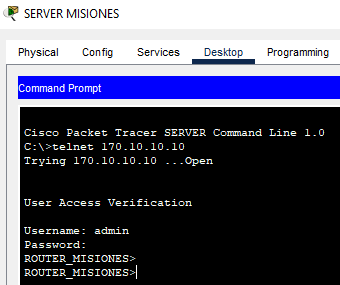 SERVER MISIONES
Physical Config Services Desktop Programming
Command Prompt
Cisco Packet Tracer SERVER Command Line 1.0
C:\>telnet 170.10.10.10
Trying 170.10.10.10 ...Open
User Access Verification
Username: admin
Password:
ROUTER_MISIONES>
ROUTER_MISIONES>